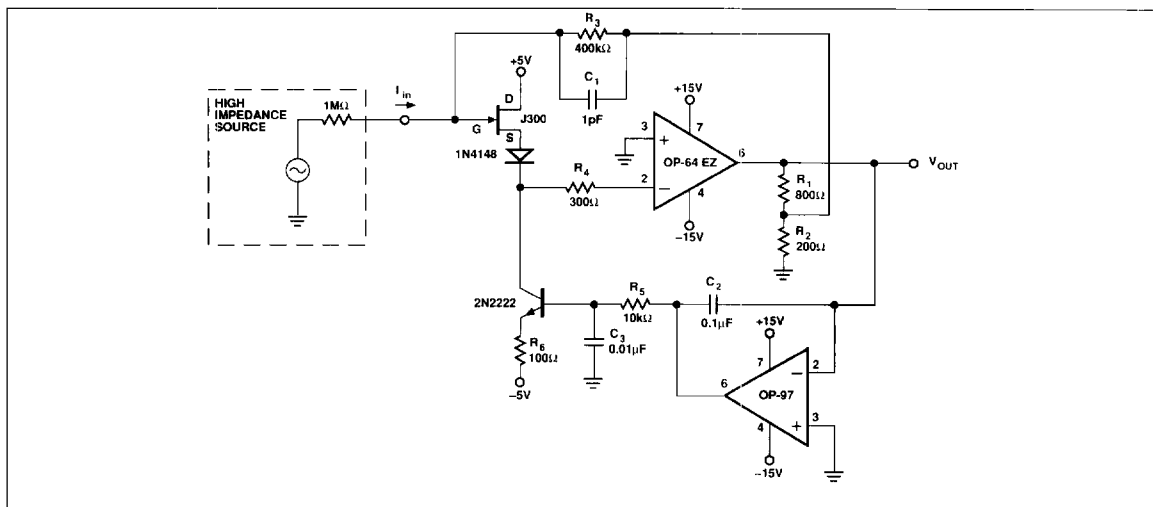 R3
400kΩ
C1
1pF
+5V
HIGH
IMPEDANCE
SOURCE
1MΩ
Iin
D
J300
G
S
1N4148
+15V
3
+
7
OP-64 EZ
6
VOUT
R4
300Ω
2
−
4
−15V
R1
800Ω
R2
200Ω
2N2222
R5
10kΩ
C2
0.1µF
C3
0.01µF
R6
100Ω
−5V
+15V
7
−
2
6
OP-97
4
+
3
−15V